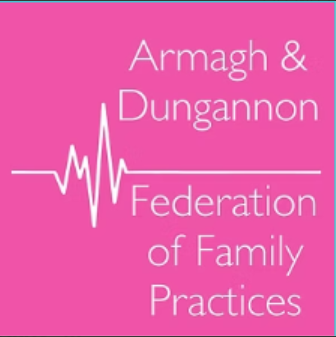 Armagh &
Dungannon
Federation
of Family
Practices